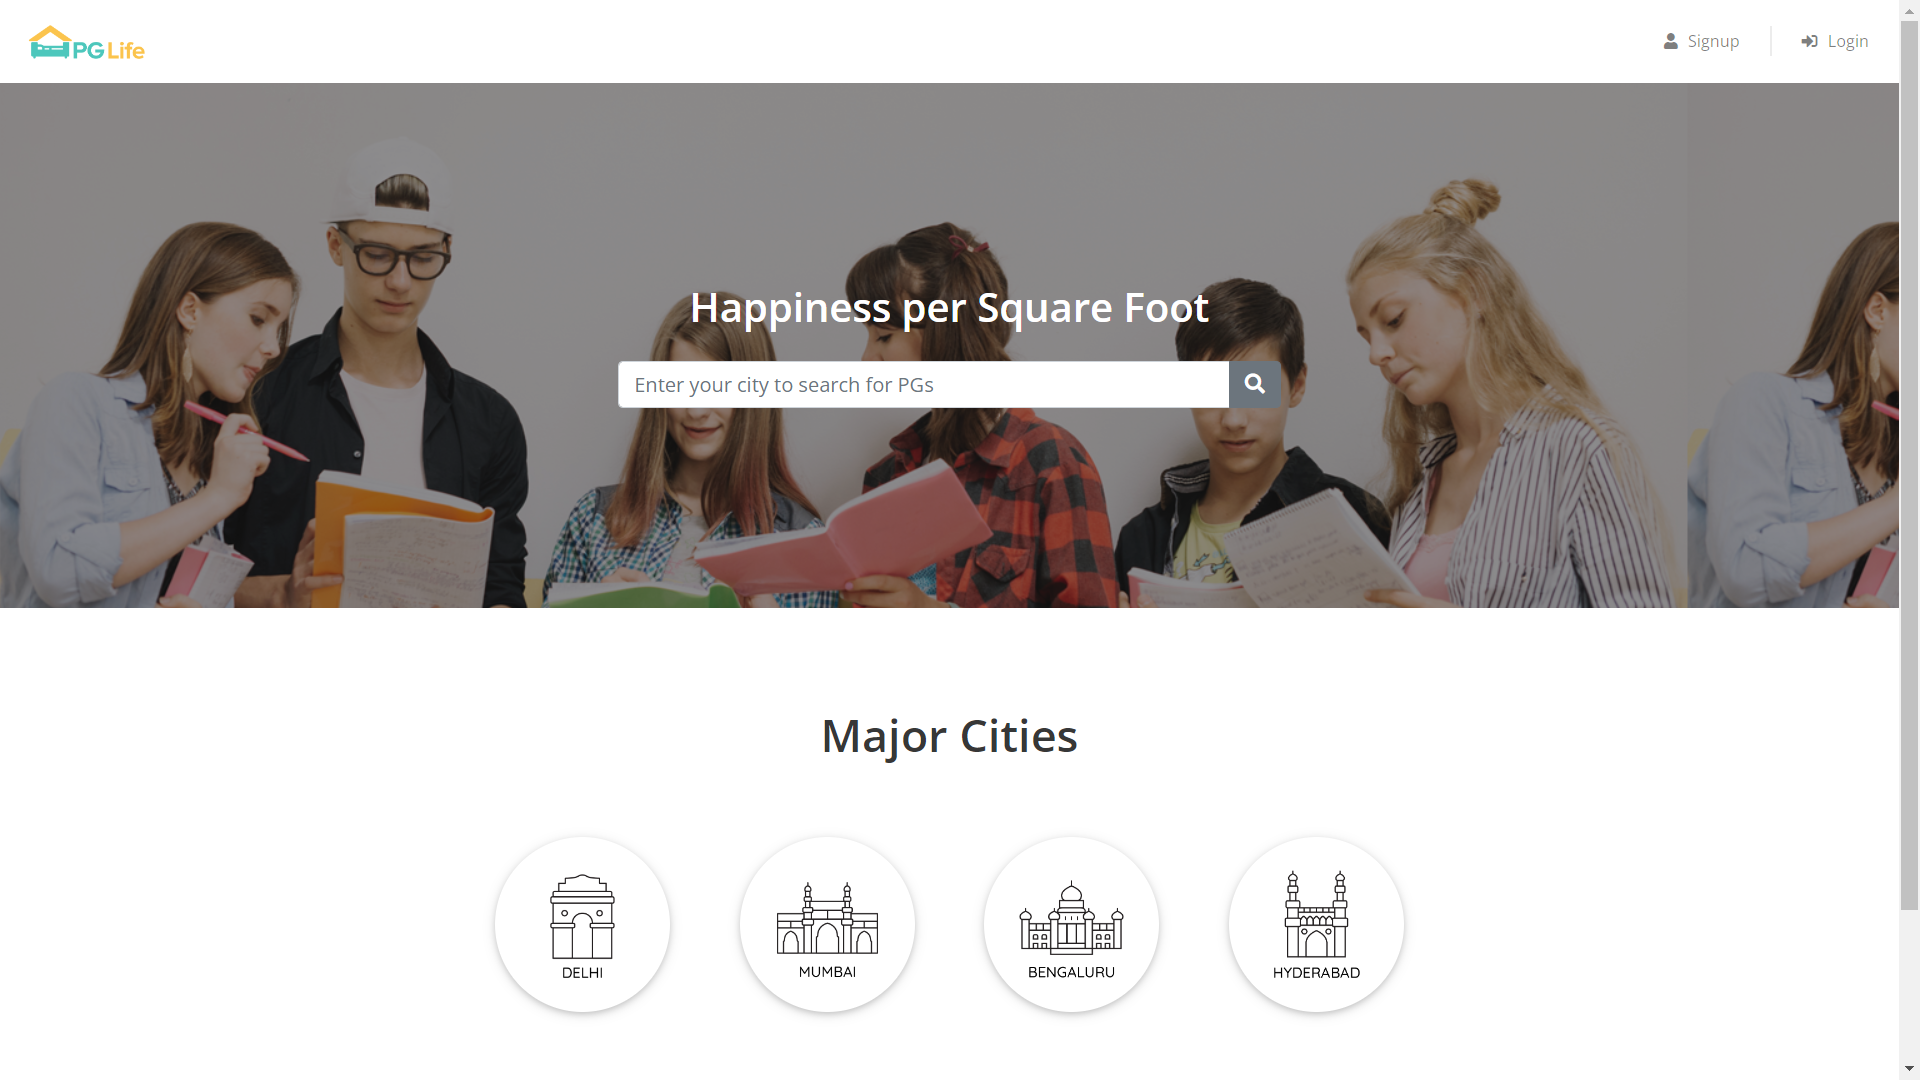 PG Life
Signup
Login
Happiness per Square Foot
Enter your city to search for PGs
Major Cities
DELHI
MUMBAI
BENGALURU
HYDERABAD